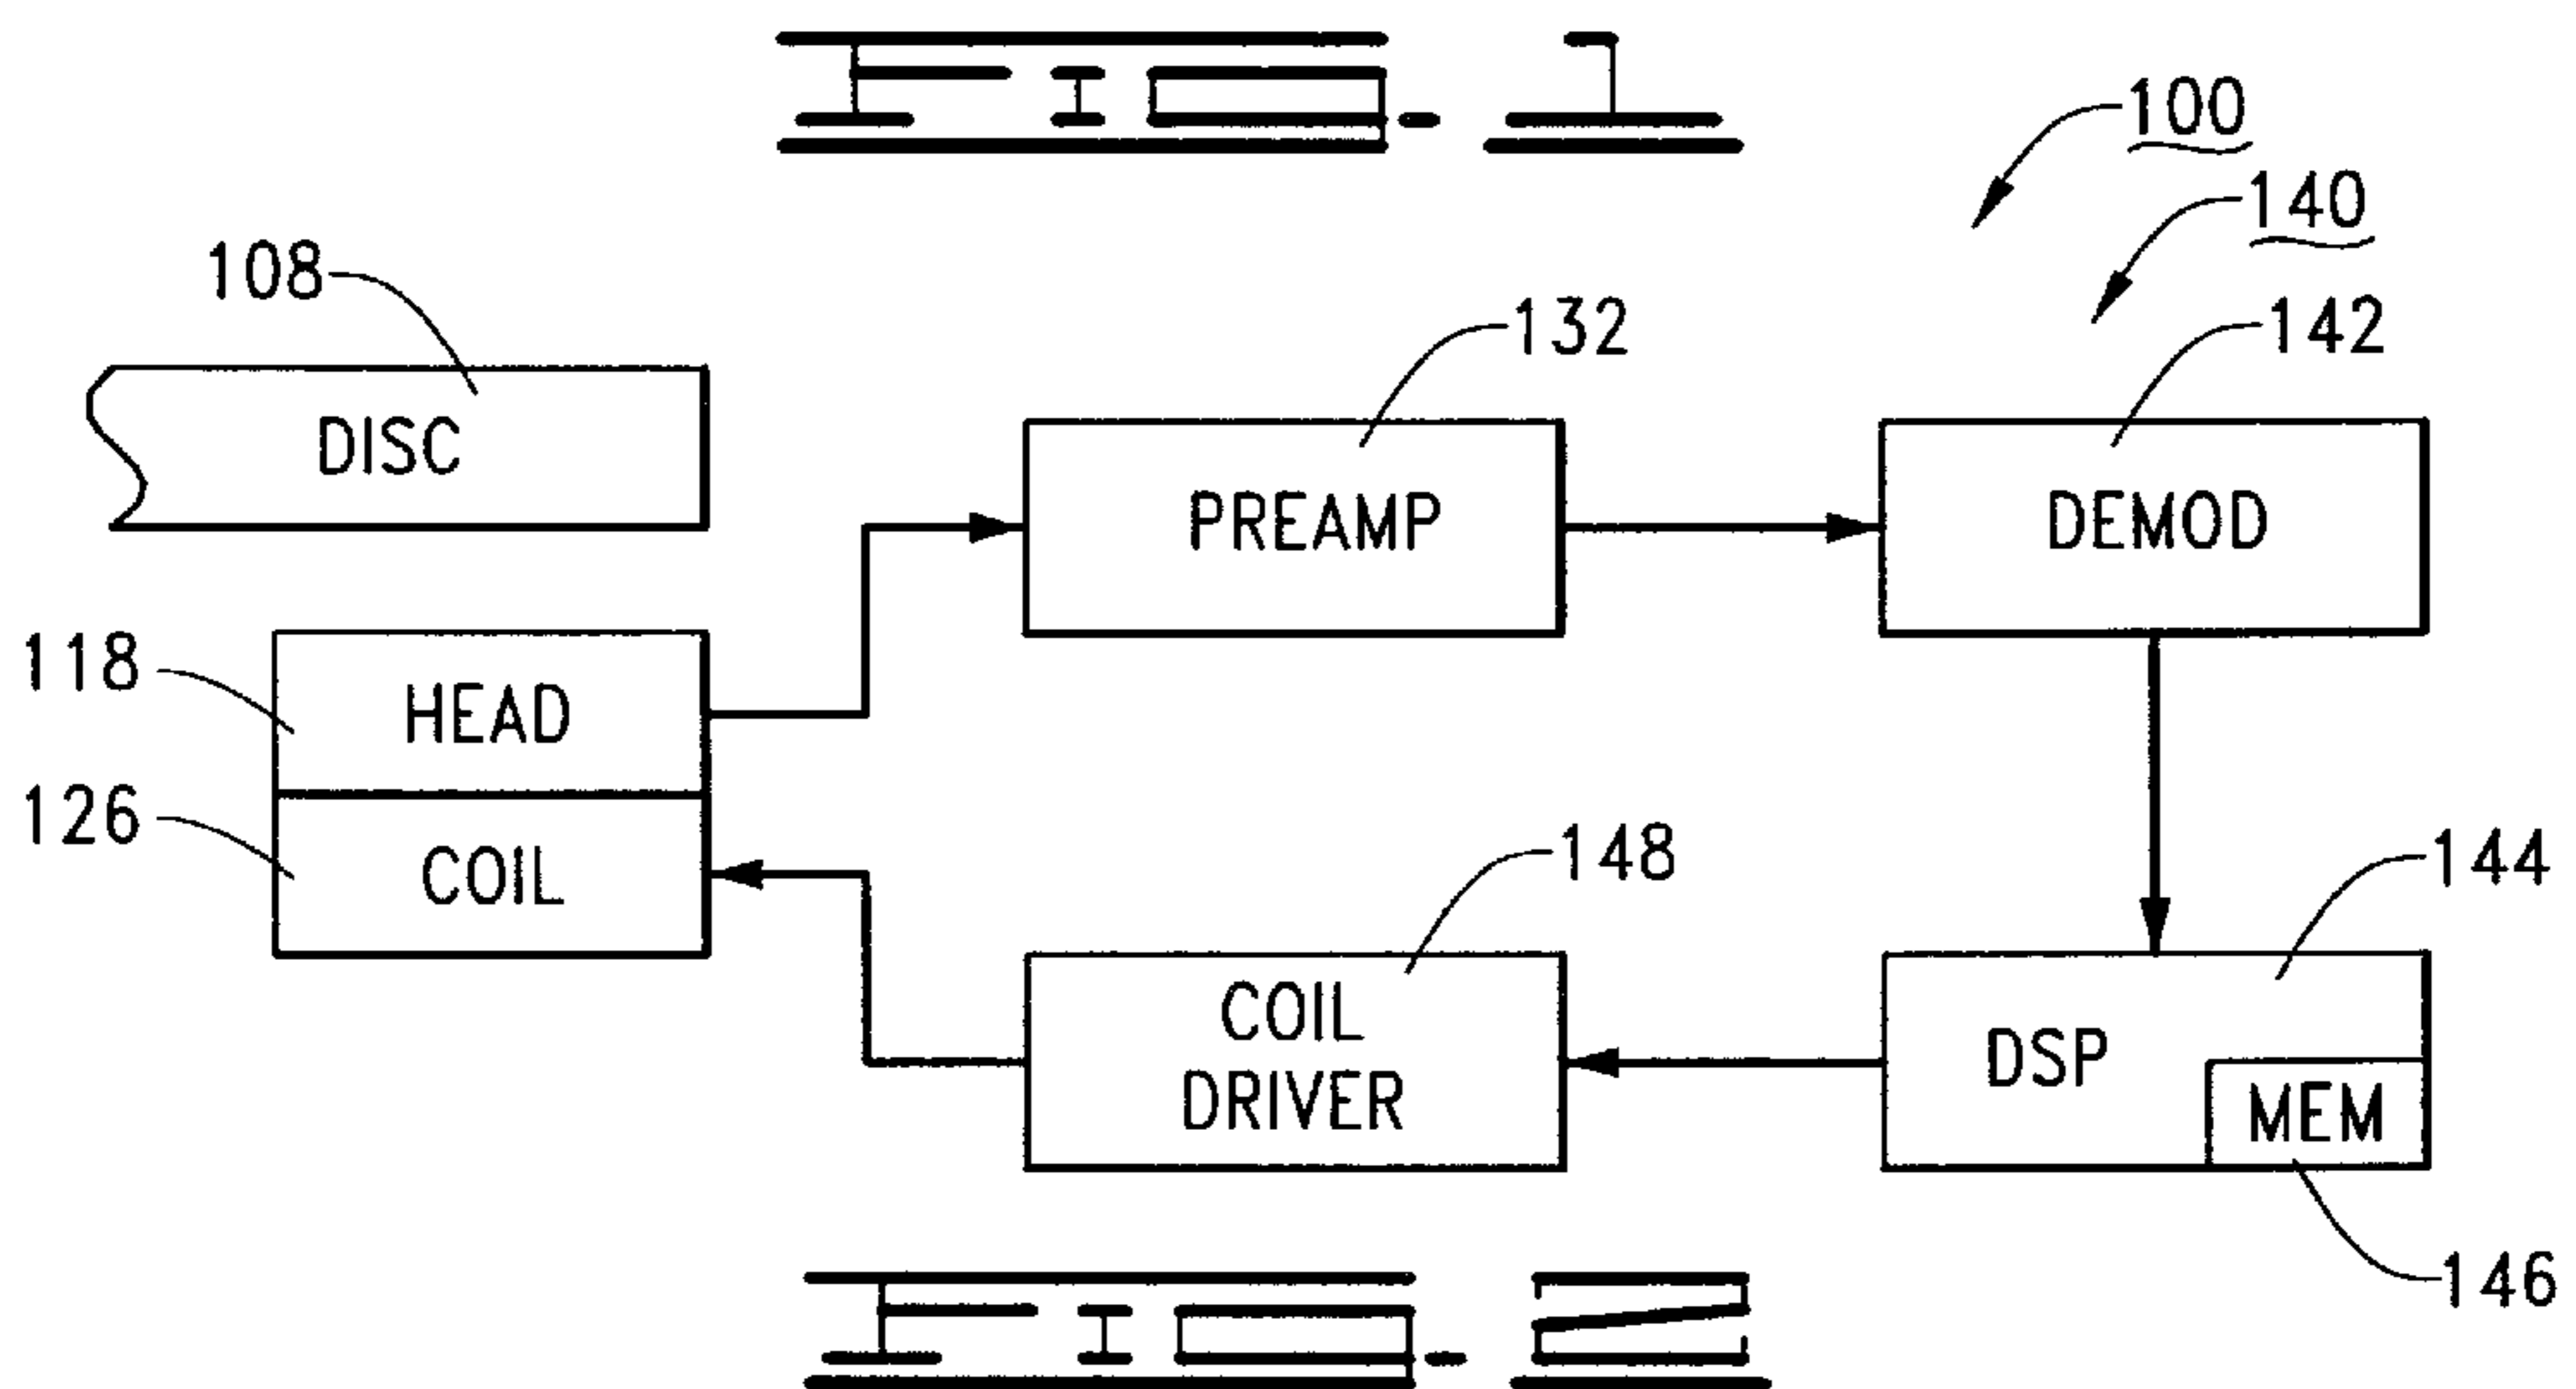 Fig. 1
100
140
108
132
142
DISC
PREAMP
DEMOD
118
HEAD
126
COIL
148
144
COIL
DRIVER
DSP
MEM
146
Fig. 2